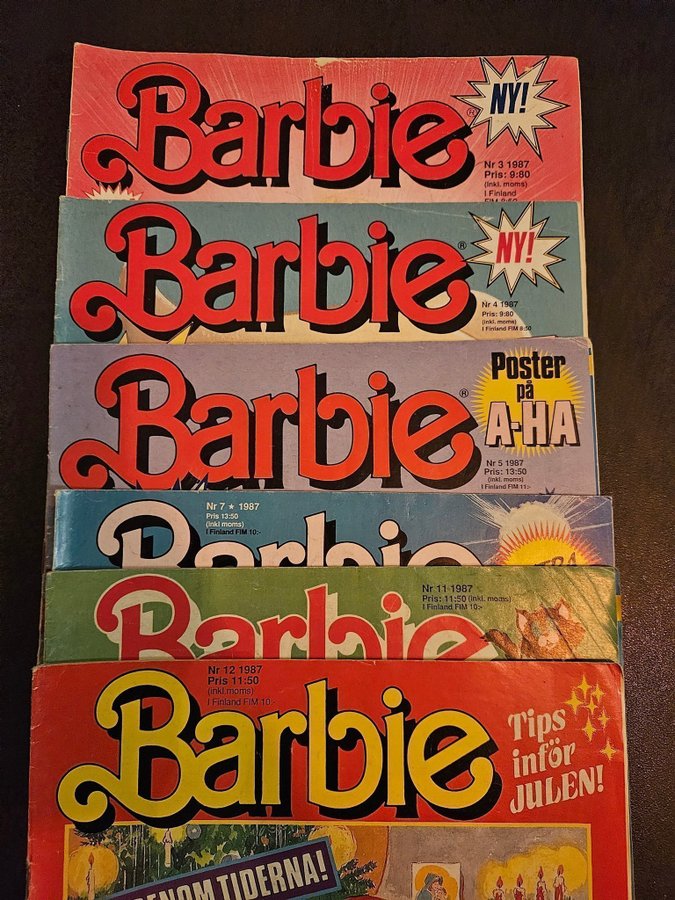 Barbie
NY!
Nr 3 1987
Pris: 9:80
(inkl. moms)
I Finland
Barbie
NY!
Nr 4 1987
Pris: 9:80
(inkl. moms)
I Finland FIM 8:50
Barbie
Poster
på
A-HA
Nr 5 1987
Pris: 13:50
(inkl. moms)
I Finland FIM 11:-
Nr 7 ★ 1987
Pris 13:50
(inkl moms)
I Finland FIM 10:-
Barbie
Barbie
Nr 11 1987
Pris: 11:50 (inkl. moms)
I Finland FIM 10:-
Nr 12 1987
Pris 11:50
(inkl.moms)
I Finland FIM 10:-
Barbie
Tips
inför
JULEN!
GENOM TIDERNA!